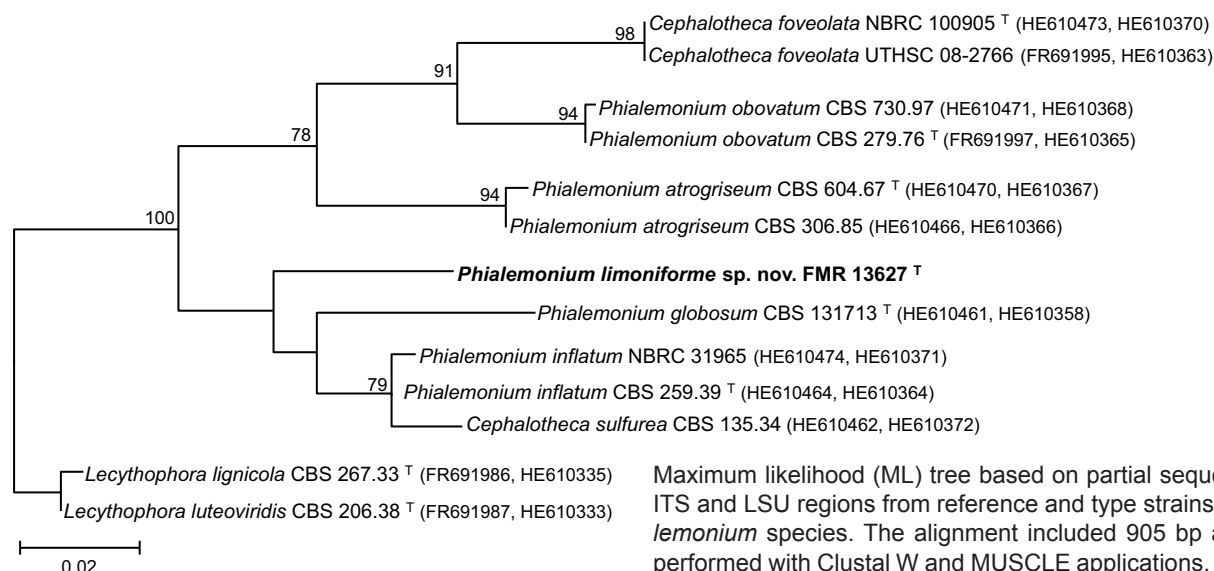 98
Cephalotheca foveolata NBRC 100905 T (HE610473, HE610370)
Cephalotheca foveolata UTHSC 08-2766 (FR691995, HE610363)
91
94
Phialemonium obovatum CBS 730.97 (HE610471, HE610368)
Phialemonium obovatum CBS 279.76 T (FR691997, HE610365)
78
94
Phialemonium atrogriseum CBS 604.67 T (HE610470, HE610367)
Phialemonium atrogriseum CBS 306.85 (HE610466, HE610366)
100
Phialemonium limoniforme sp. nov. FMR 13627 T
Phialemonium globosum CBS 131713 T (HE610461, HE610358)
Phialemonium inflatum NBRC 31965 (HE610474, HE610371)
79
Phialemonium inflatum CBS 259.39 T (HE610464, HE610364)
Cephalotheca sulfurea CBS 135.34 (HE610462, HE610372)
Lecythophora lignicola CBS 267.33 T (FR691986, HE610335)
Lecythophora luteoviridis CBS 206.38 T (FR691987, HE610333)
0.02
Maximum likelihood (ML) tree based on partial seque
ITS and LSU regions from reference and type strains
lemonium species. The alignment included 905 bp a
performed with Clustal W and MUSCLE applications.